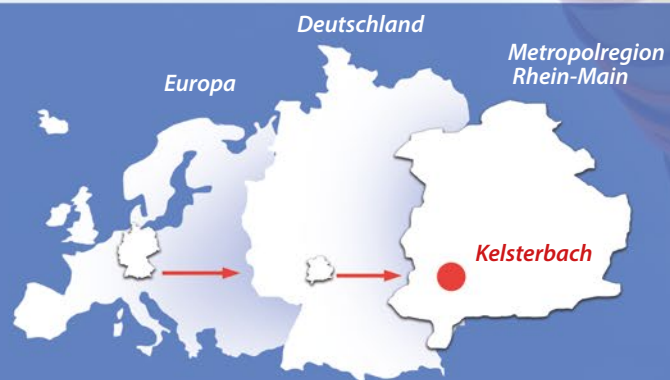 Deutschland
Metropolregion
Rhein-Main
Europa
Kelsterbach